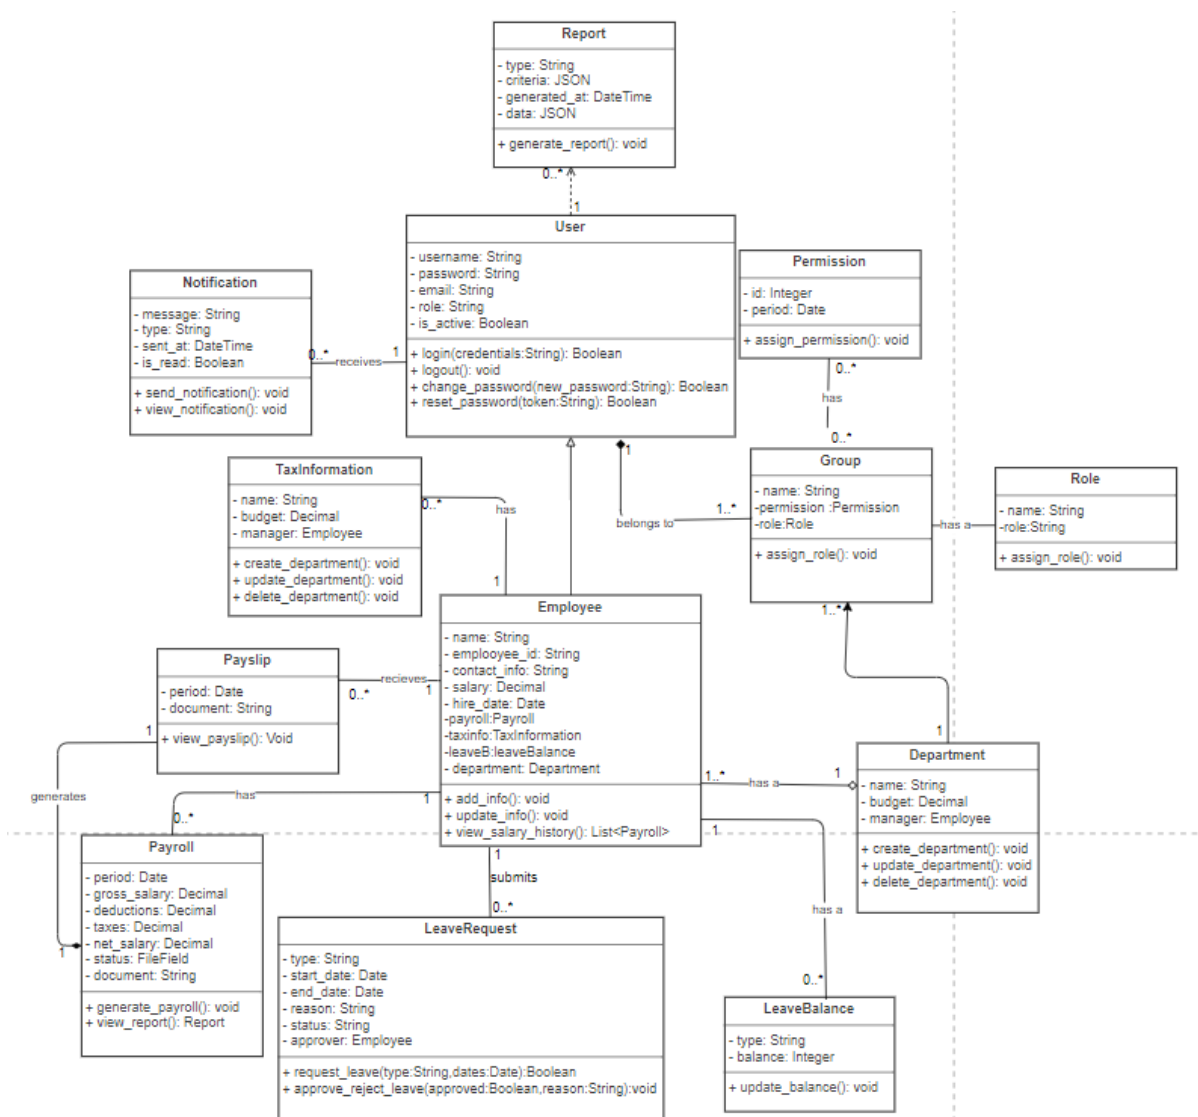 Report
- type: String
- criteria: JSON
- generated_at: DateTime
- data: JSON
+ generate_report(): void
0..*
1
User
- username: String
- password: String
- email: String
- role: String
- is_active: Boolean
+ login(credentials:String): Boolean
+ logout(): void
+ change_password(new_password:String): Boolean
+ reset_password(token:String): Boolean
Permission
- id: Integer
- period: Date
+ assign_permission(): void
0..*
has
0..*
Notification
- message: String
- type: String
- sent_at: DateTime
- is_read: Boolean
+ send_notification(): void
+ view_notification(): void
0..*
receives
1
TaxInformation
- name: String
- budget: Decimal
- manager: Employee
+ create_department(): void
+ update_department(): void
+ delete_department(): void
0..*
has
1
1
belongs to
1..*
Group
- name: String
-permission :Permission
-role:Role
+ assign_role(): void
has a
Role
- name: String
-role:String
+ assign_role(): void
1..*
1
Employee
- name: String
- emplooyee_id: String
- contact_info: String
- salary: Decimal
- hire_date: Date
-payroll:Payroll
-taxinfo:TaxInformation
-leaveB:leaveBalance
- department: Department
+ add_info(): void
+ update_info(): void
+ view_salary_history(): List<Payroll>
Payslip
- period: Date
- document: String
+ view_payslip(): Void
0..*
recieves
1
1
generates
1
has
1
0..*
Payroll
- period: Date
- gross_salary: Decimal
- deductions: Decimal
- taxes: Decimal
- net_salary: Decimal
- status: FileField
- document: String
+ generate_payroll(): void
+ view_report(): Report
1..*
has a
1
Department
- name: String
- budget: Decimal
- manager: Employee
+ create_department(): void
+ update_department(): void
+ delete_department(): void
1
submits
0..*
LeaveRequest
- type: String
- start_date: Date
- end_date: Date
- reason: String
- status: String
- approver: Employee
+ request_leave(type:String,dates:Date):Boolean
+ approve_reject_leave(approved:Boolean,reason:String):void
1
has a
0..*
LeaveBalance
- type: String
- balance: Integer
+ update_balance(): void